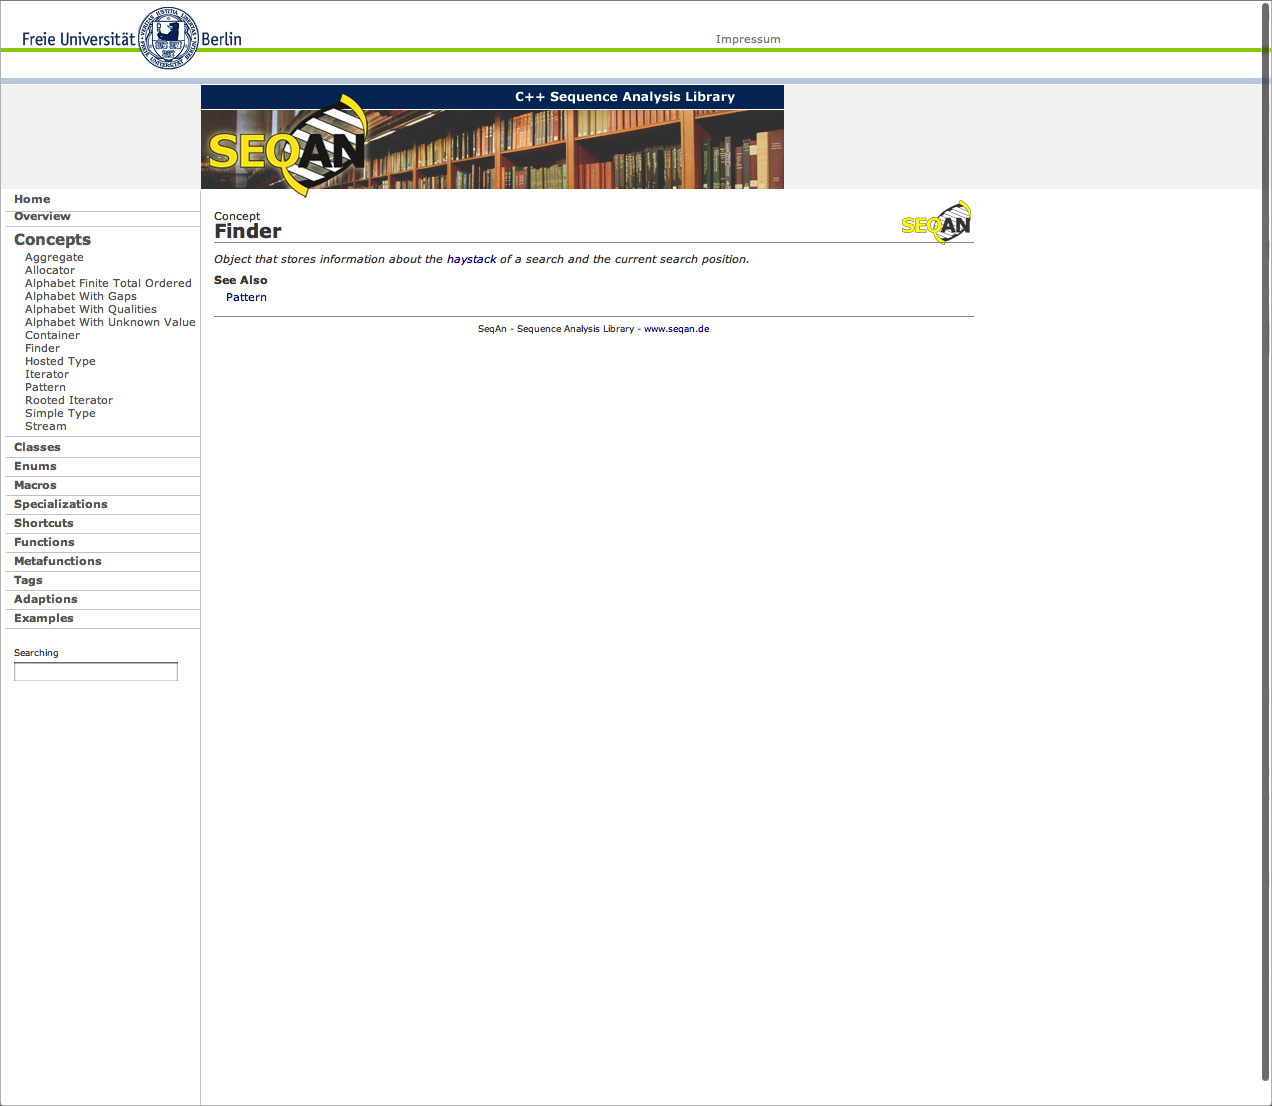 Freie Universität Berlin
Impressum
C++ Sequence Analysis Library
SEQAN
Home
Overview
Concepts
Aggregate
Allocator
Alphabet Finite Total Ordered
Alphabet With Gaps
Alphabet With Qualities
Alphabet With Unknown Value
Container
Finder
Hosted Type
Iterator
Pattern
Rooted Iterator
Simple Type
Stream
Classes
Enums
Macros
Specializations
Shortcuts
Functions
Metafunctions
Tags
Adaptions
Examples
Searching
Concept
Finder
SEQAN
Object that stores information about the haystack of a search and the current search position.
See Also
Pattern
SeqAn - Sequence Analysis Library - www.seqan.de